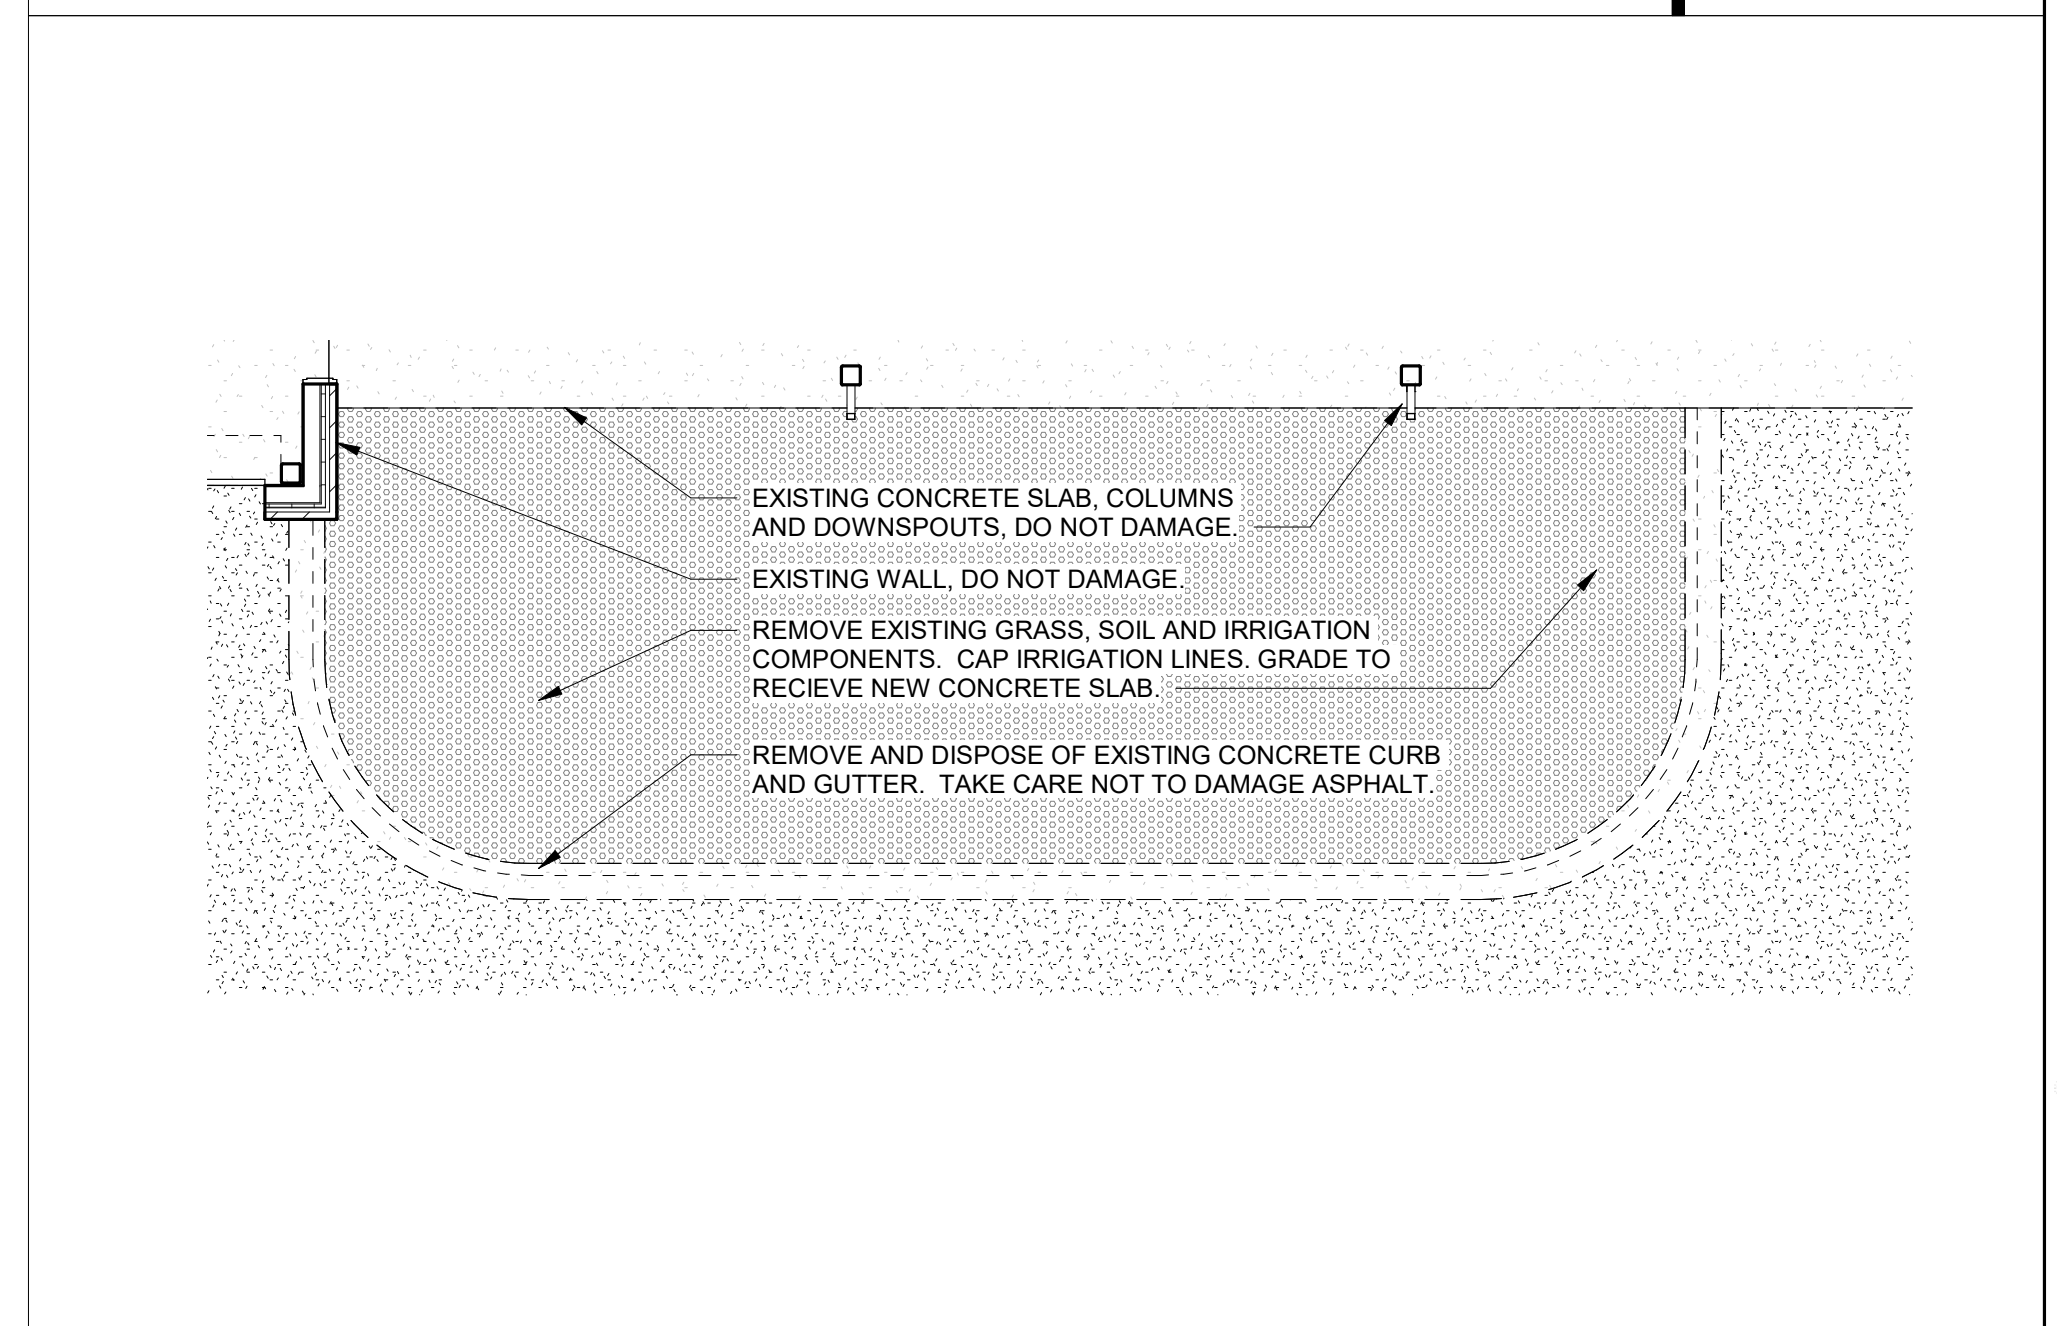 EXISTING CONCRETE SLAB, COLUMNS
AND DOWNSPOUTS, DO NOT DAMAGE.
EXISTING WALL, DO NOT DAMAGE.
REMOVE EXISTING GRASS, SOIL AND IRRIGATION
COMPONENTS.  CAP IRRIGATION LINES. GRADE TO
RECIEVE NEW CONCRETE SLAB.
REMOVE AND DISPOSE OF EXISTING CONCRETE CURB
AND GUTTER.  TAKE CARE NOT TO DAMAGE ASPHALT.